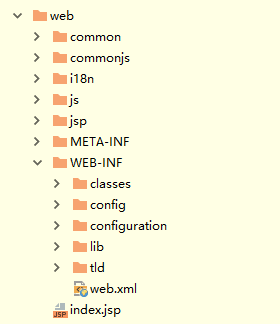 web
common
commonjs
i18n
js
jsp
META-INF
WEB-INF
classes
config
configuration
lib
tld
web.xml
JSP index.jsp